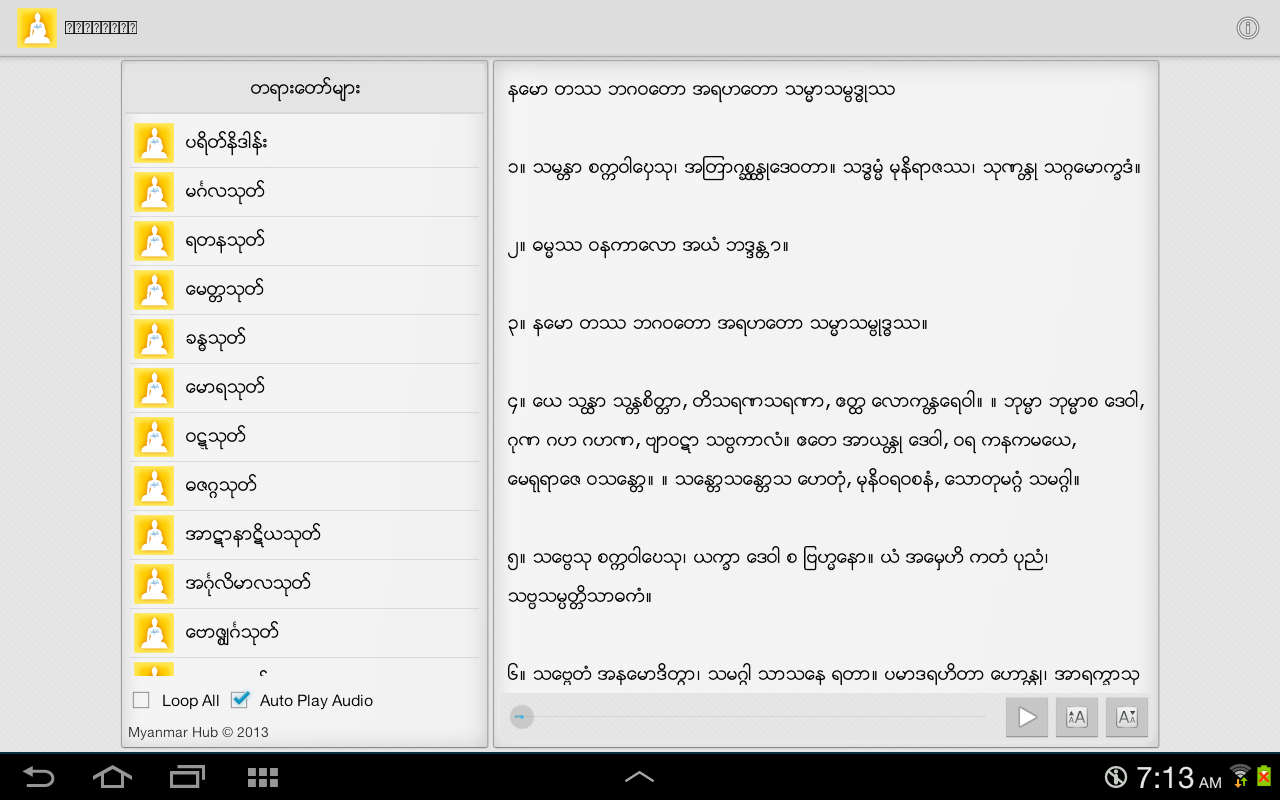 တရားတော်များ
ပရိတ်နိဒါန်း
မင်္ဂလသုတ်
ရတနသုတ်
မေတ္တသုတ်
ခန္ဓသုတ်
မောရသုတ်
ဝဋ္ဋသုတ်
ဓဇဂ္ဂသုတ်
အာဋာနာဋိယသုတ်
အင်္ဂုလိမာလသုတ်
ဗောဇ္ဈင်္ဂသုတ်
Loop All
Auto Play Audio
Myanmar Hub © 2013
နမော တဿ ဘဂဝတော အရဟတော သမ္မာသမ္ဗဒ္ဓုဿ
၁။ သမန္တာ စက္ကဝါဠေသု၊ အတြာဂစ္ဆန္တုဒေဝတာ။ သဒ္ဓမ္မံ မုနိရာဇဿ၊ သုဏန္တု သဂ္ဂမောက္ခဒံ။
၂။ ဓမ္မဿ ဝနကာလော အယံ ဘဒ္ဒန္တာ။
၃။ နမော တဿ ဘဂဝတော အရဟတော သမ္မာသမ္ဗုဒ္ဓဿ။
၄။ ယေ သန္ထာ သန္တစိတ္တာ, တိသရဏသရဏာ, ဧတ္ထ လောကန္တရေဝါ။ ။ ဘုမ္မာ ဘုမ္မာစ ဒေဝါ,
ဂုဏ ဂဟ ဂဟဏ, ဗျာဝဋာ သဗ္ဗကာလံ။ ဧတေ အာယန္တု ဒေဝါ, ဝရ ကနကမယေ,
မေရုရာဇေ ဝသန္တော။ ။ သန္တောသန္တောသ ဟေတုံ, မုနိဝရဝစနံ, သောတုမဂ္ဂံ သမဂ္ဂါ။
၅။ သဗ္ဗေသု စက္ကဝါဠေသု၊ ယက္ခာ ဒေဝါ စ ဗြဟ္မနော။ ယံ အမှေဟိ ကတံ ပုညံ၊
သဗ္ဗသမ္ပတ္တိသာဓကံ။
၆။ သဗ္ဗေတံ အနမောဒိတွာ၊ သမဂ္ဂါ သာသနေ ရတာ။ ပမာဒရဟိတာ ဟောန္တု၊ အာရက္ခာသု
7:13 AM